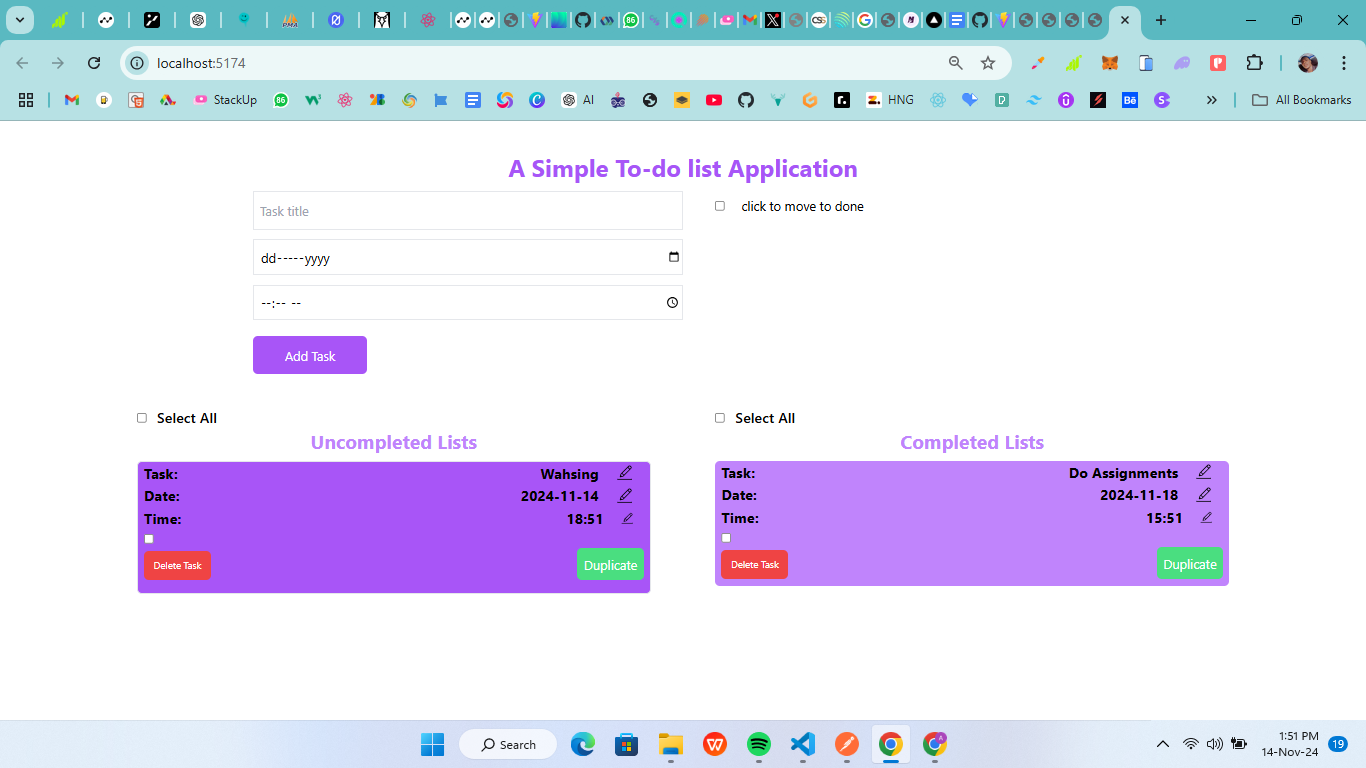 localhost:5174
StackUp
AI
HNG
All Bookmarks
A Simple To-do list Application
Task title
click to move to done
dd-----yyyy
--:-- --
Add Task
Select All
Select All
Uncompleted Lists
Completed Lists
Task: Wahsing
Date: 2024-11-14
Time: 18:51
Delete Task
Duplicate
Task: Do Assignments
Date: 2024-11-18
Time: 15:51
Delete Task
Duplicate
Search
1:51 PM
14-Nov-24
19